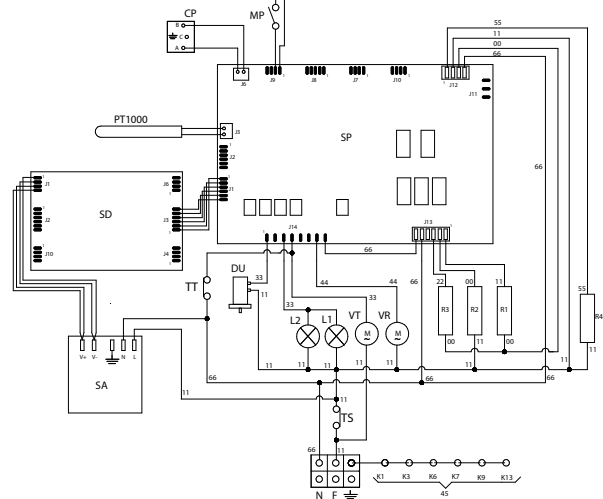 CP
MP
B
C
A
55
11
00
66
J6
J9
J8
J7
J10
J12
J11
PT1000
J5
SP
J2
J1
66
J1
J6
SD
J2
J3
J10
J4
J14
J13
66
TT
DU
33
11
33
44
44
33
66
22
00
11
55
L2
L1
VT
VR
M
~
M
~
R3
R2
R1
R4
00
11
00
11
V+
V-
N
L
SA
11
11
11
11
11
11
66
66
11
11
TS
66
11
N
F
K1
K3
K6
K7
K9
K13
45